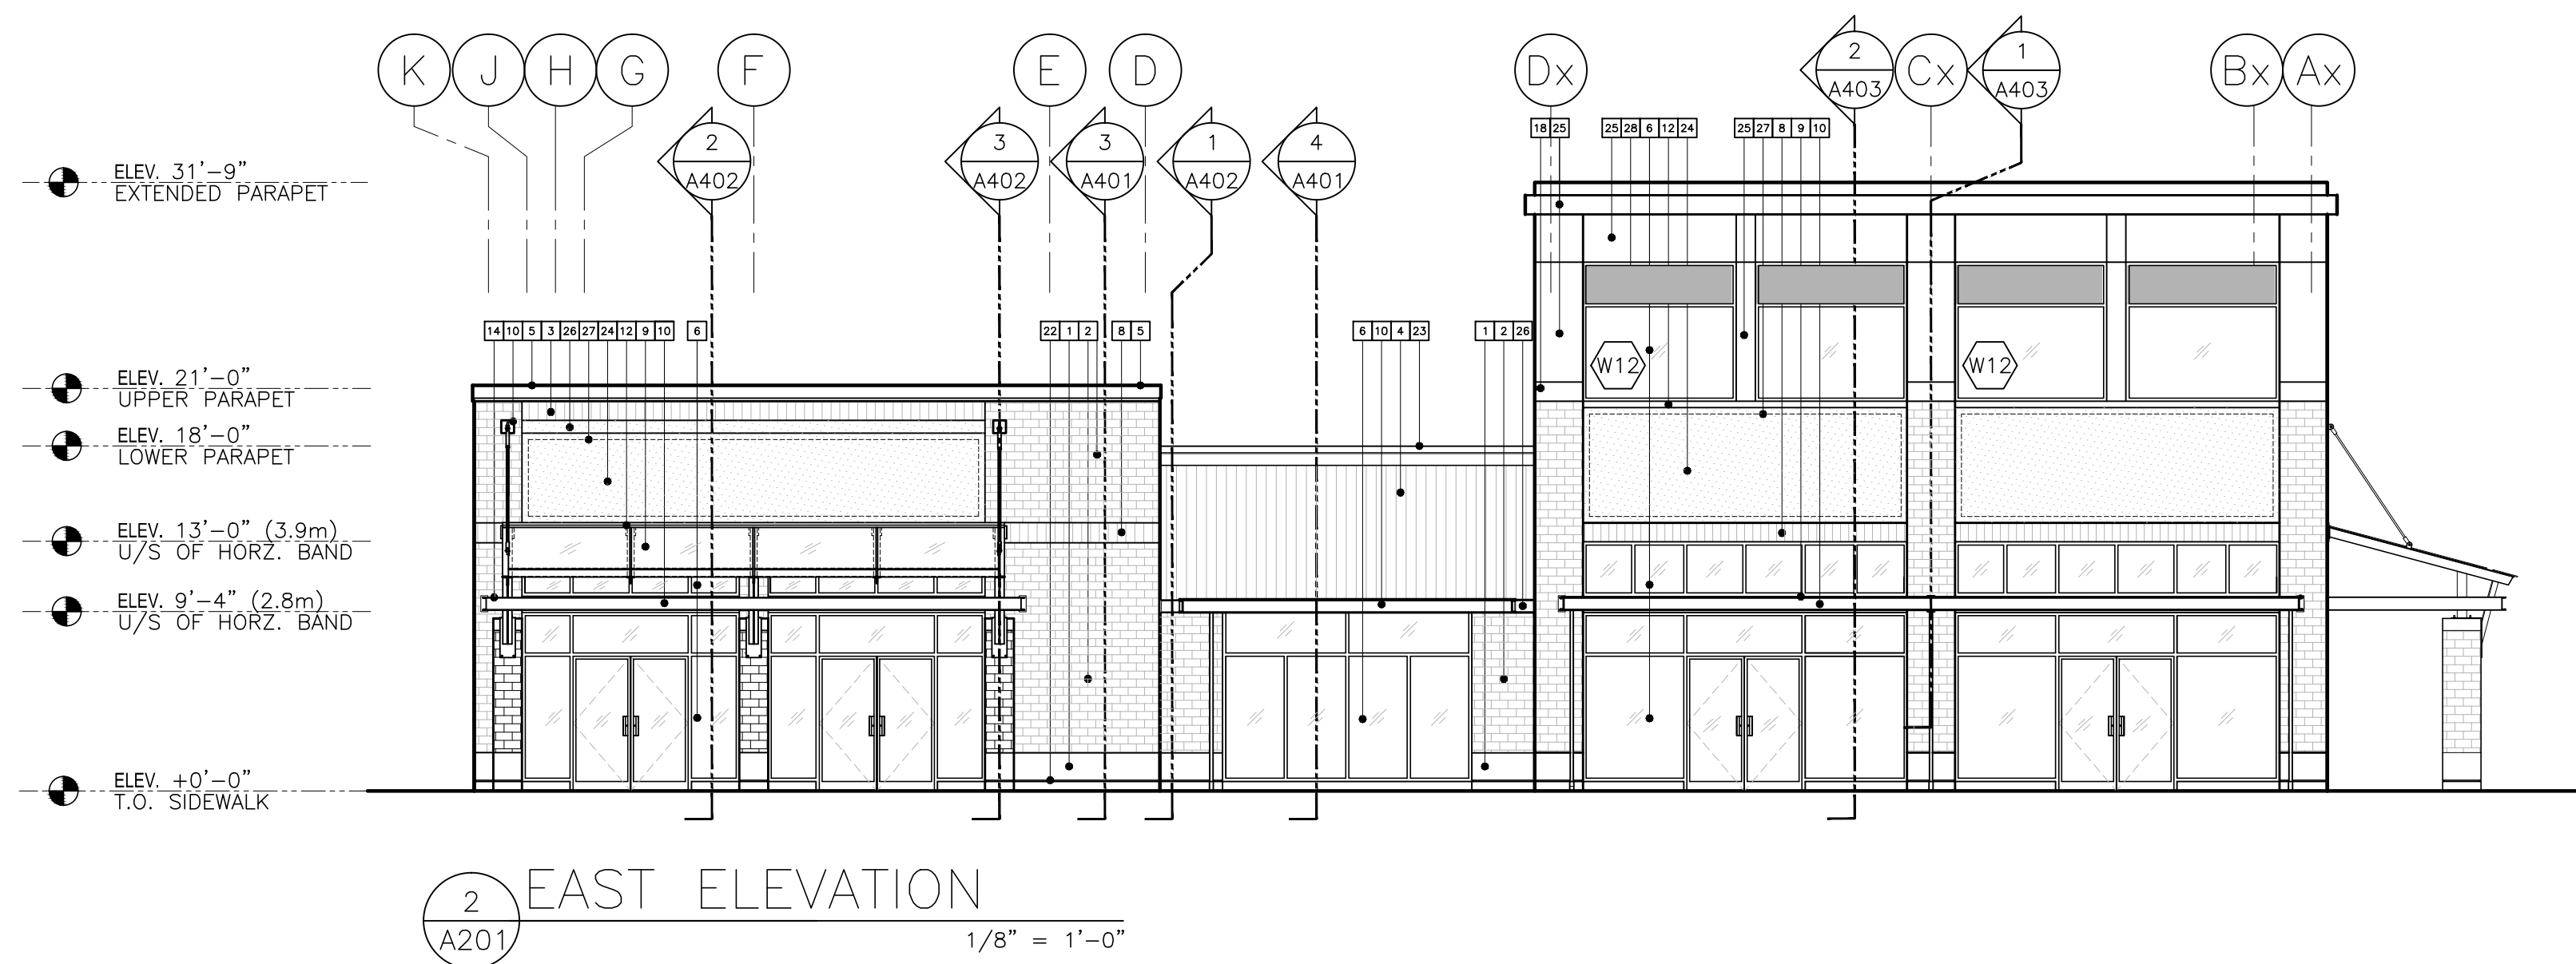 K J H G F E D Dx 2 Cx 1 Bx Ax
A403 A403
2 3 3 1 4
A402 A402 A401 A402 A401
18 25 25 28 6 12 24 25 27 8 9 10
ELEV. 31'-9"
EXTENDED PARAPET
14 10 5 3 26 27 24 12 9 10 6 22 1 2 8 5 6 10 4 23 1 2 26
W12 W12
ELEV. 21'-0"
UPPER PARAPET
ELEV. 18'-0"
LOWER PARAPET
ELEV. 13'-0" (3.9m)
U/S OF HORZ. BAND
ELEV. 9'-4" (2.8m)
U/S OF HORZ. BAND
ELEV. +0'-0"
T.O. SIDEWALK
2 EAST ELEVATION
A201 1/8" = 1'-0"